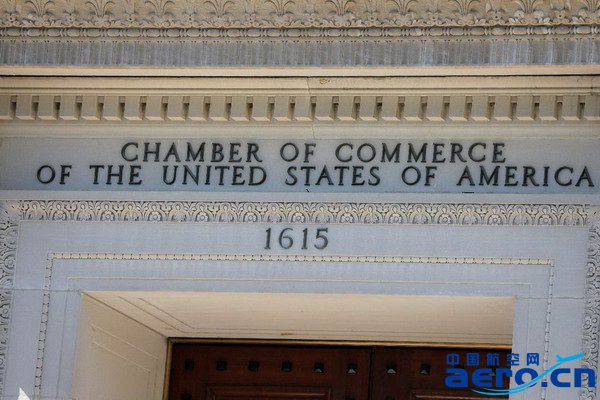 CHAMBER OF COMMERCE
OF THE UNITED STATES OF AMERICA
1615
中国航空网
aero.cn